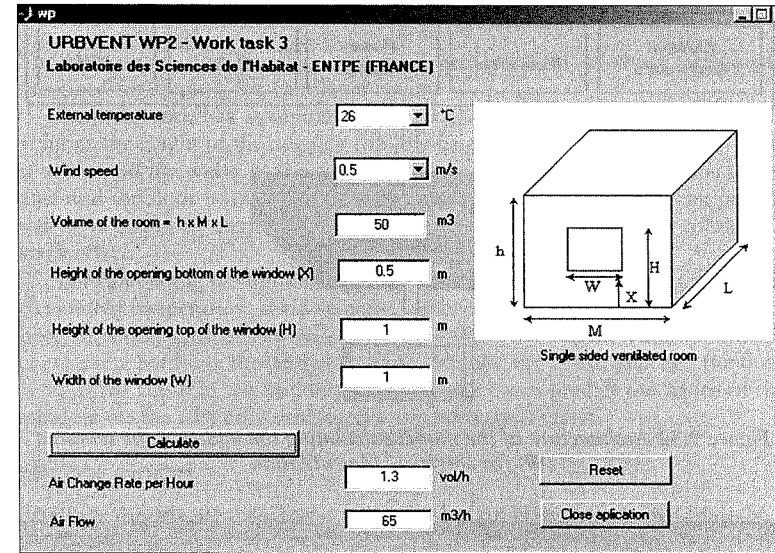 wp
URBVENT WP2 - Work task 3
Laboratoire des Sciences de l'Habitat - ENTPE (FRANCE)
External temperature 26 °C
Wind speed 0.5 m/s
Volume of the room = h x M x L 50 m3
Height of the opening bottom of the window (X) 0.5 m
Height of the opening top of the window (H) 1 m
Width of the window (W) 1 m
h
W
X
H
L
M
Single sided ventilated room
Calculate
Air Change Rate per Hour 1.3 vol/h
Reset
Air Flow 65 m3/h
Close aplication